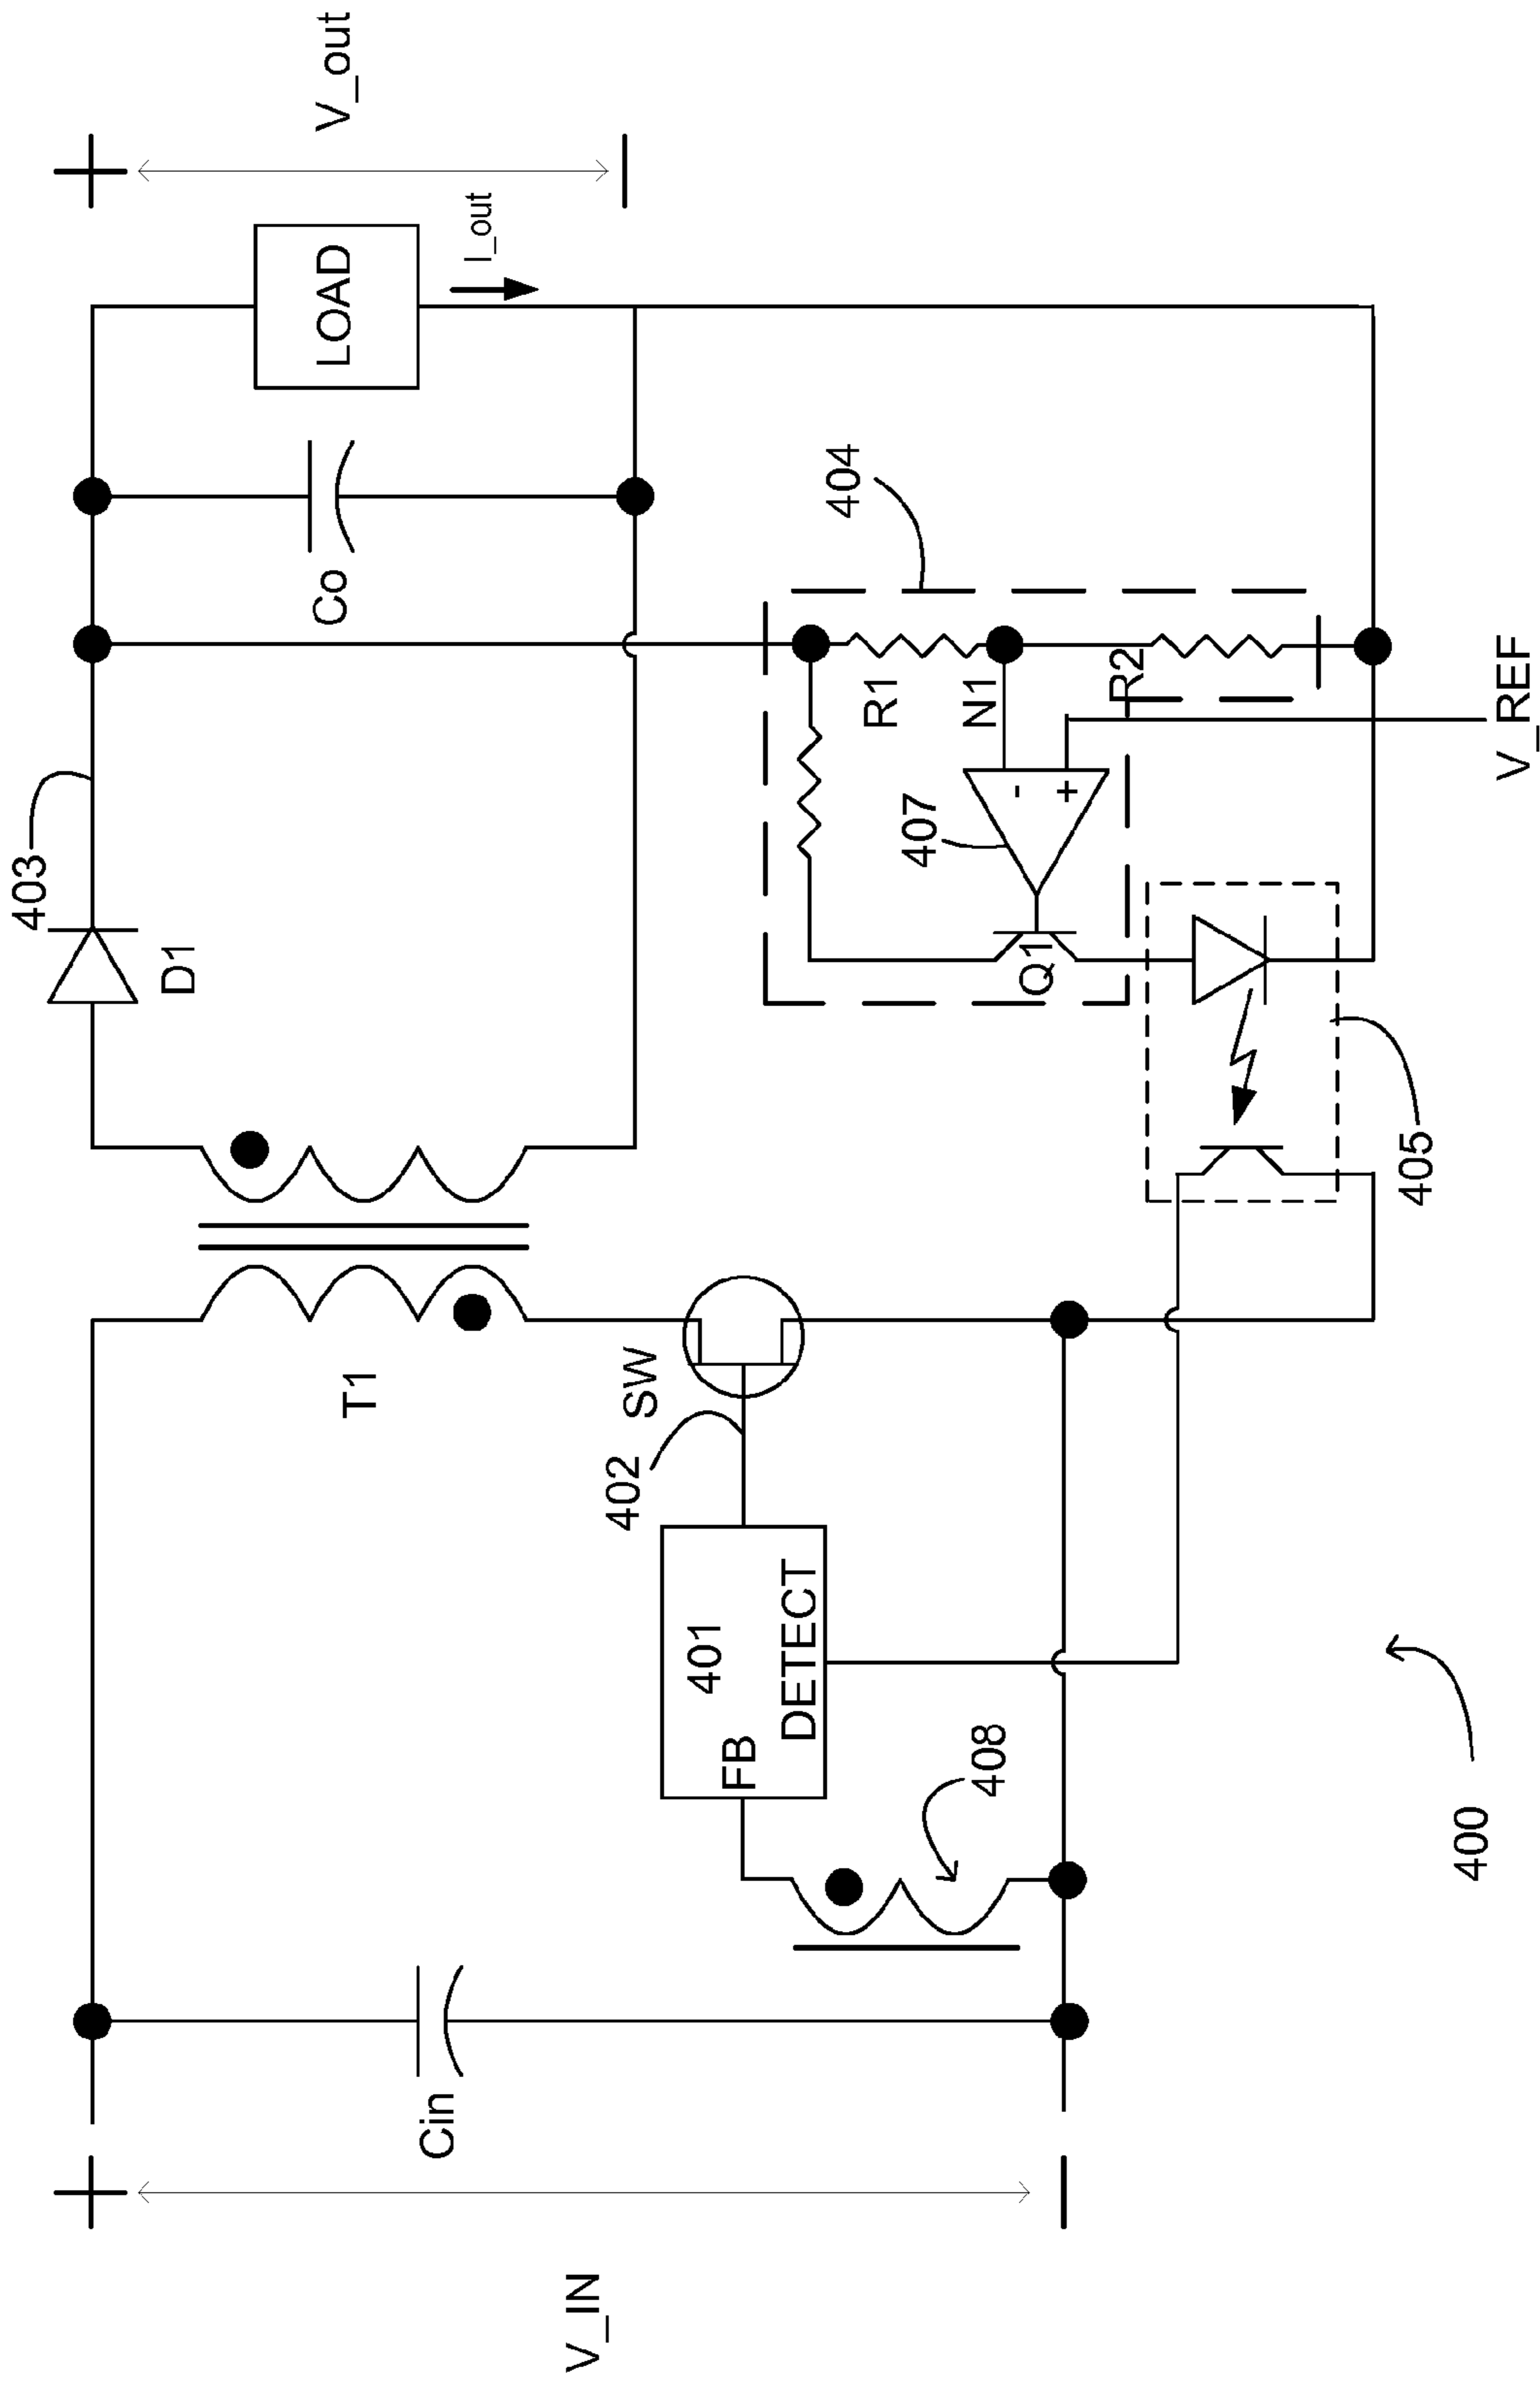 403
D1
T1
Co
LOAD
I_out
V_out
+
-
V_IN
+
-
Cin
SW
402
401
FB
DETECT
408
404
R1
N1
R2
407
-
+
Q1
405
V_REF
400